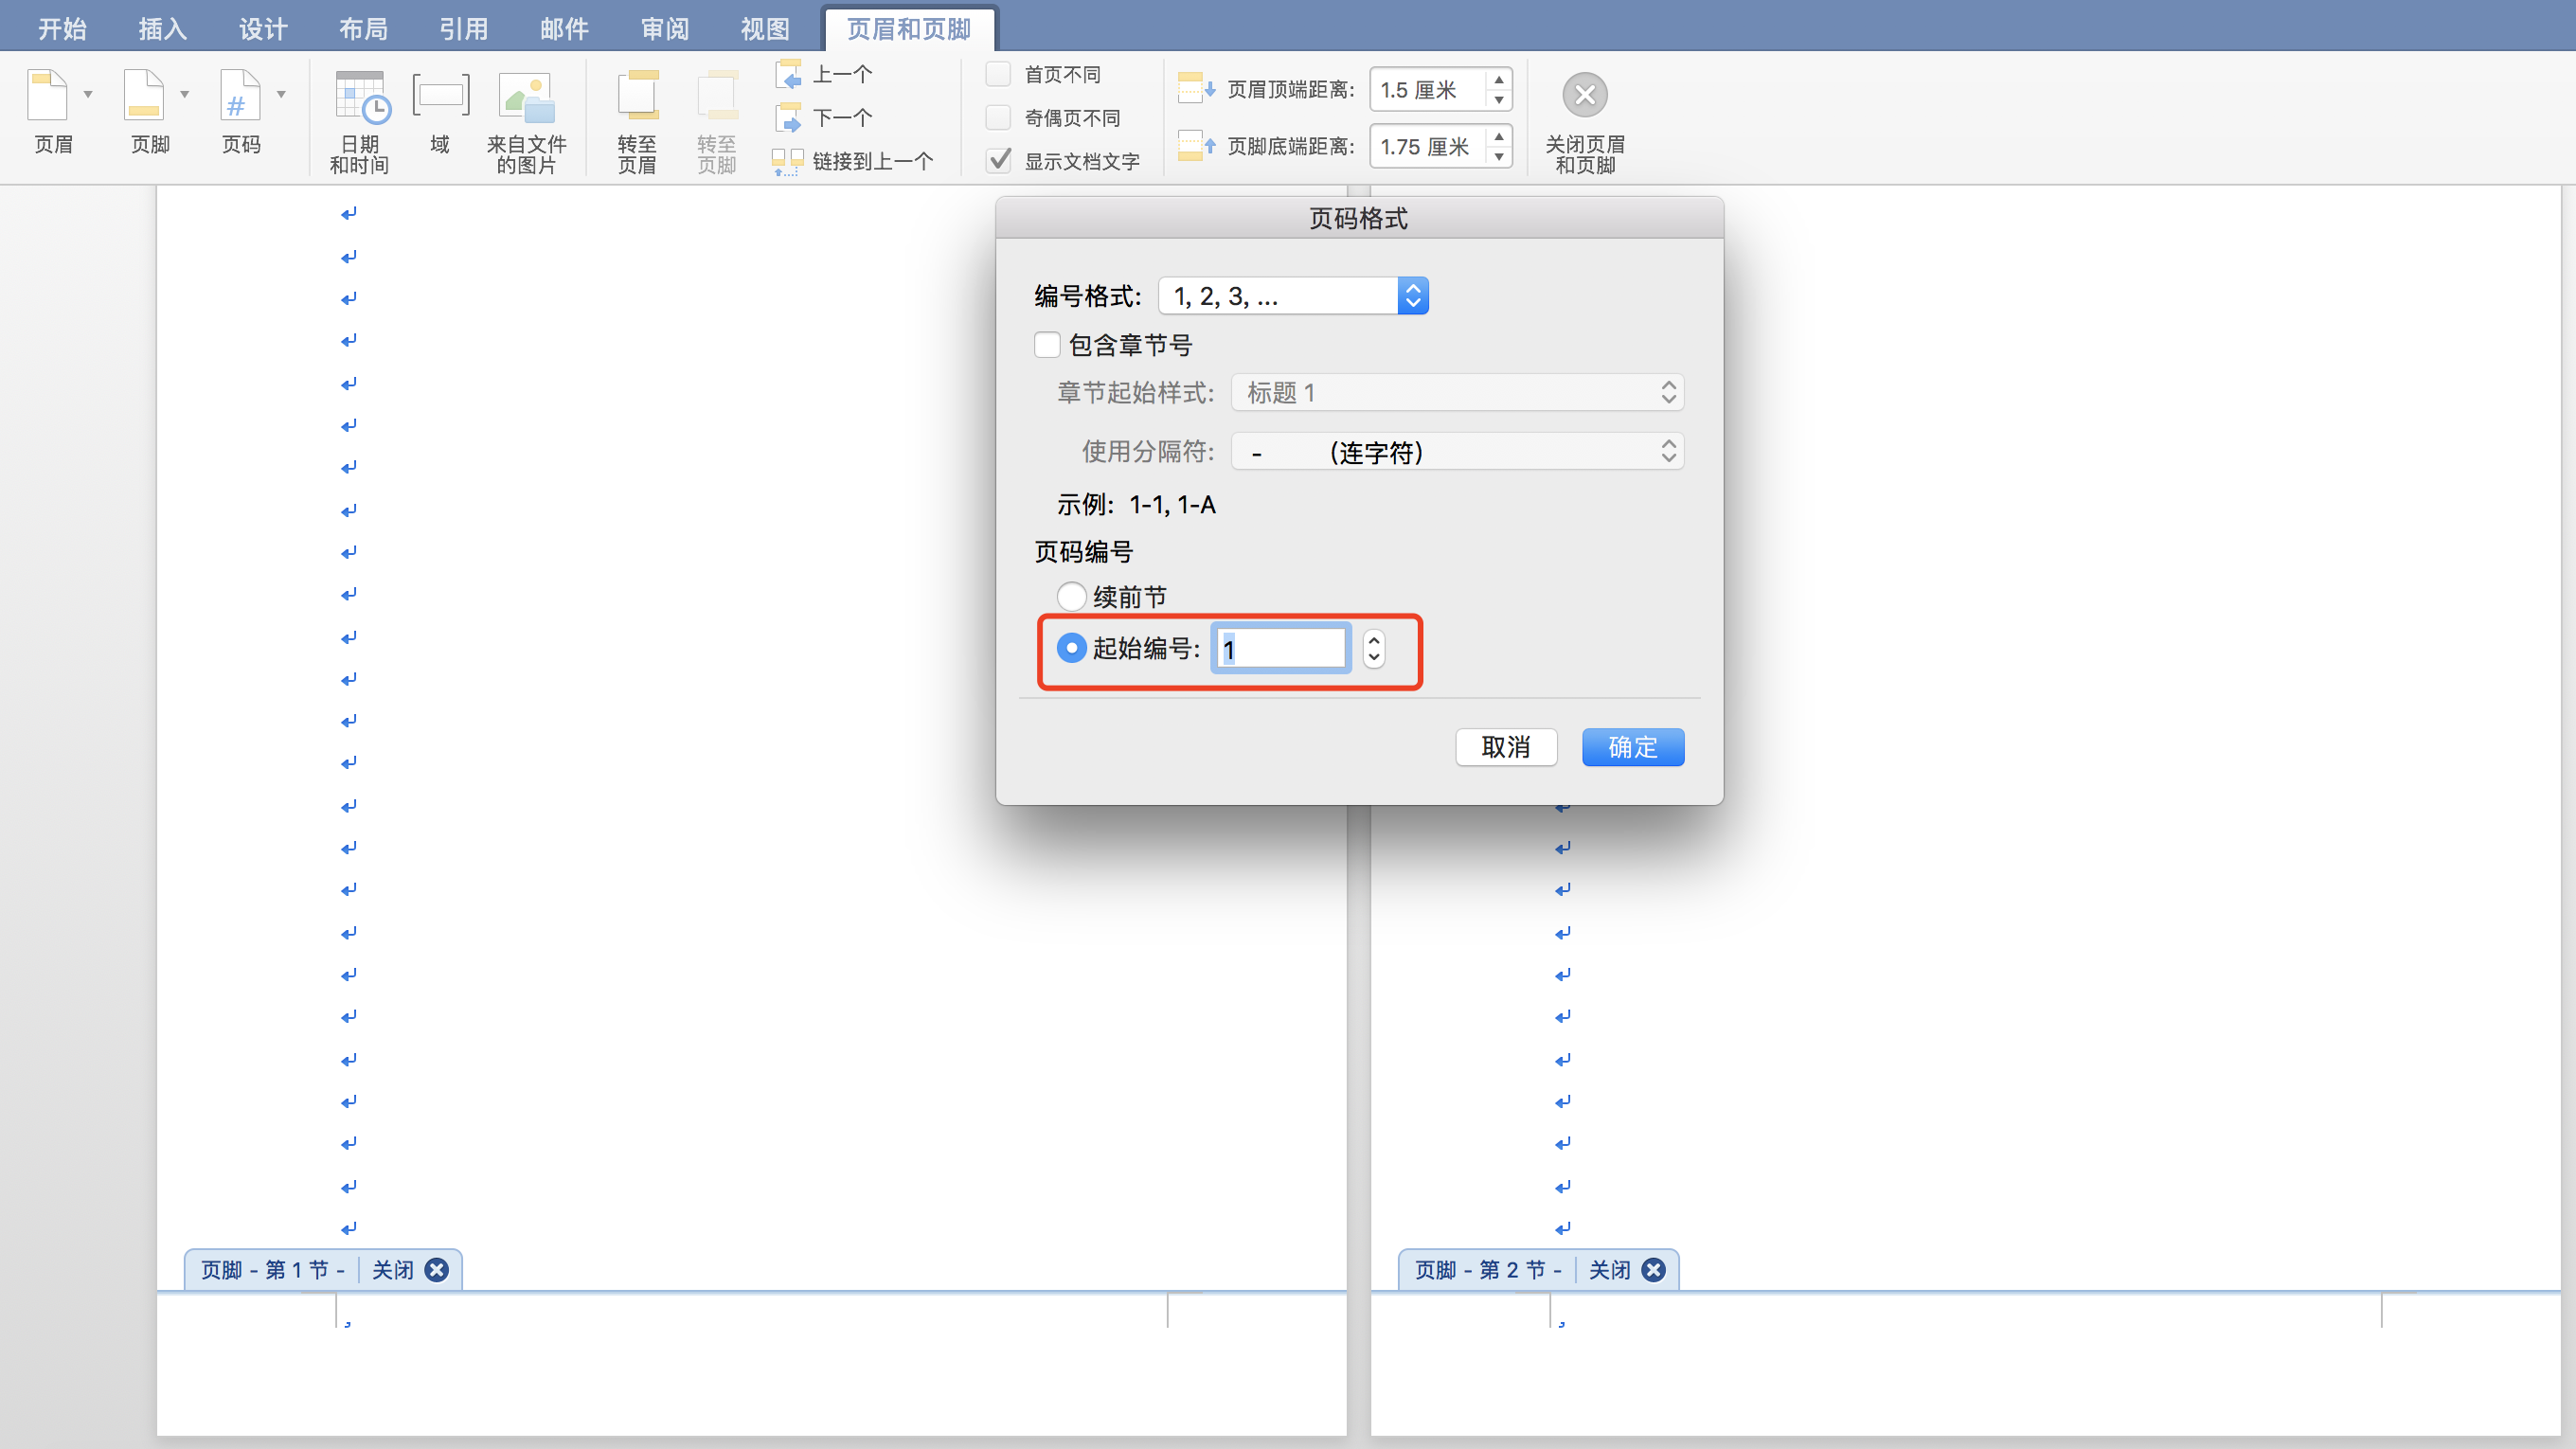 开始 插入 设计 布局 引用 邮件 审阅 视图 页眉和页脚
页眉 页脚 # 页码 日期和时间 域 来自文件的图片 转至页眉 转至页脚
上一个
下一个
链接到上一个
首页不同
奇偶页不同
显示文档文字
页眉顶端距离: 1.5 厘米
页脚底端距离: 1.75 厘米
关闭页眉和页脚
页码格式
编号格式: 1, 2, 3, ...
包含章节号
章节起始样式: 标题 1
使用分隔符: - (连字符)
示例: 1-1, 1-A
页码编号
续前节
起始编号: 1
取消 确定
页脚 - 第 1 节 - 关闭
页脚 - 第 2 节 - 关闭